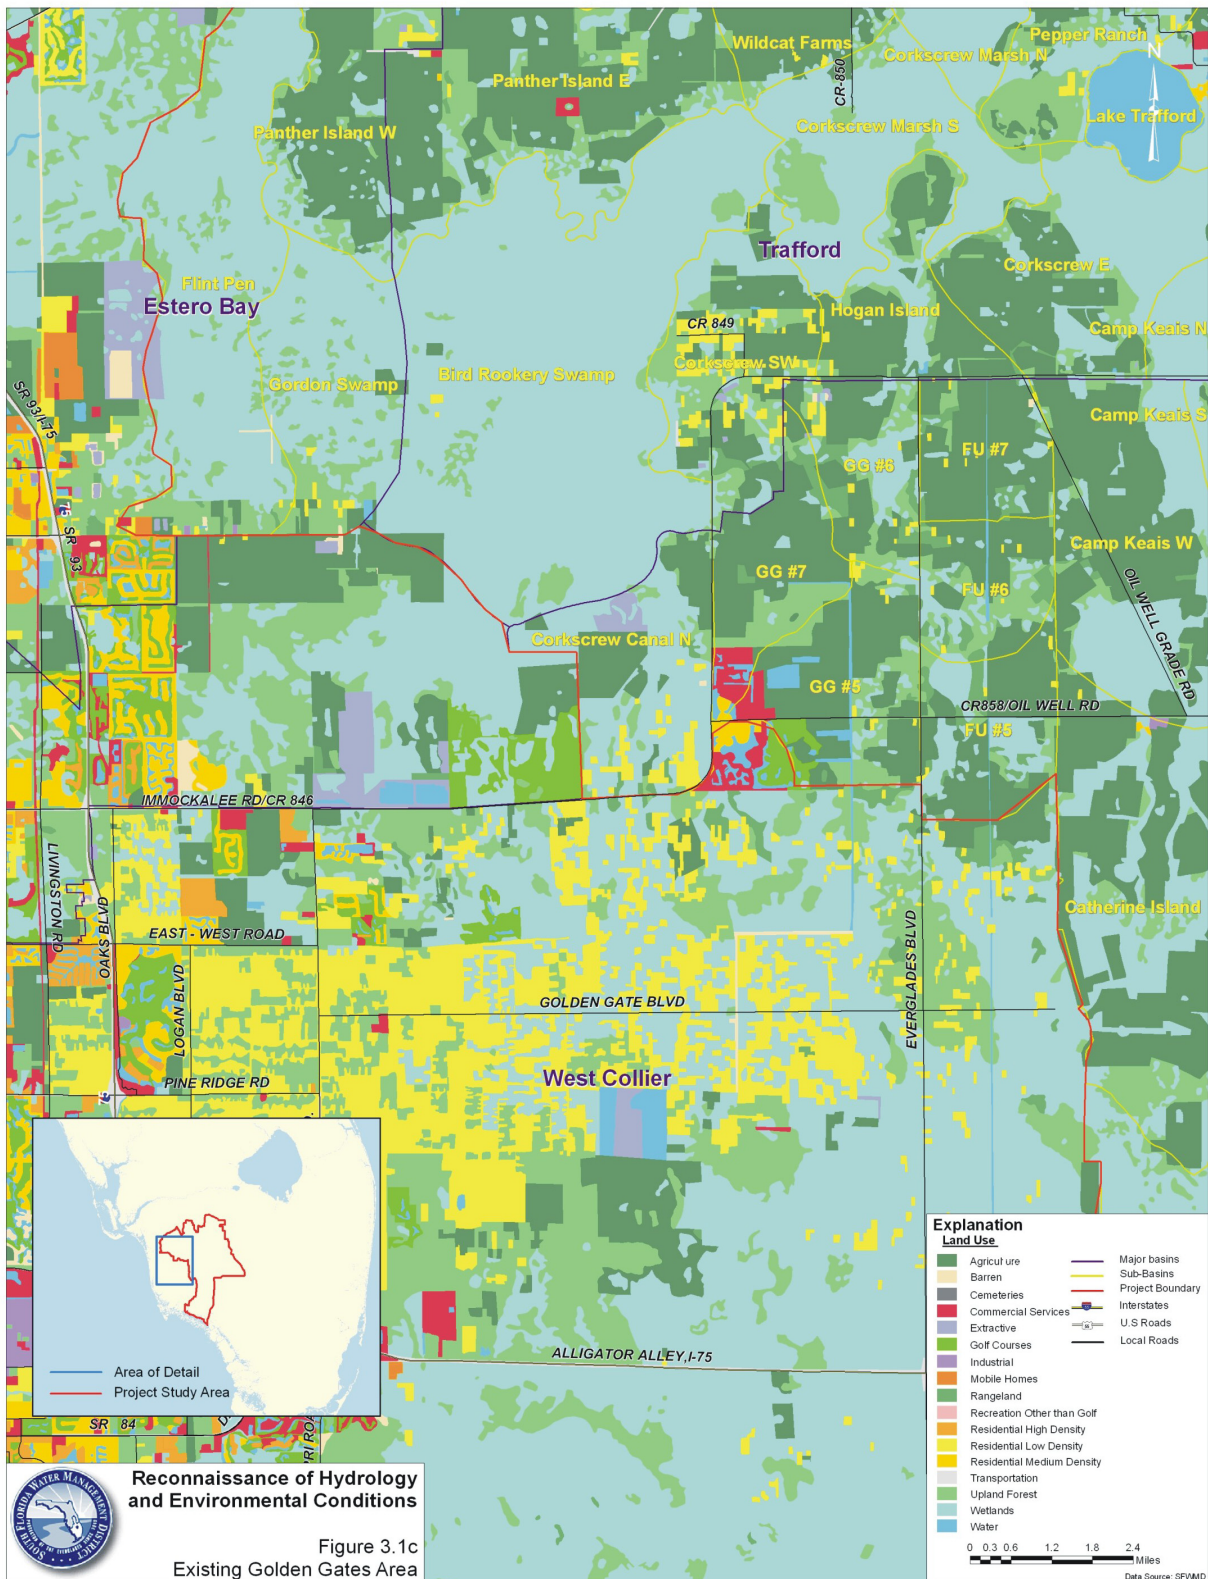 Wildcat Farms
Pepper Ranch
Corkscrew Marsh N
N
Panther Island E
CR-850
Lake Trafford
Panther Island W
Corkscrew Marsh S
Trafford
Corkscrew E
Flint Pen
Estero Bay
Hogan Island
CR 849
Camp Keais N
Corkscrew SW
Bird Rookery Swamp
Gordon Swamp
SR 93/I-75
Camp Keais S
GG #6
FU #7
75
SR 93
Camp Keais W
GG #7
FU #6
OIL WELL GRADE RD
Corkscrew Canal N
GG #5
CR858/OIL WELL RD
FU #5
IMMOCKALEE RD/CR 846
LIVINGSTON RD
OAKS BLVD
EAST - WEST ROAD
Catherine Island
EVERGLADES BLVD
LOGAN BLVD
GOLDEN GATE BLVD
PINE RIDGE RD
West Collier
ALLIGATOR ALLEY,I-75
Area of Detail
Project Study Area
SR 84
Explanation
Land Use
Agriculture
Barren
Cemeteries
Commercial Services
Extractive
Golf Courses
Industrial
Mobile Homes
Rangeland
Recreation Other than Golf
Residential High Density
Residential Low Density
Residential Medium Density
Transportation
Upland Forest
Wetlands
Water
Major basins
Sub-Basins
Project Boundary
Interstates
U.S Roads
Local Roads
0 0.3 0.6 1.2 1.8 2.4
Miles
Data Source: SFWMD
SOUTH FLORIDA WATER MANAGEMENT DISTRICT
Reconnaissance of Hydrology
and Environmental Conditions
Figure 3.1c
Existing Golden Gates Area